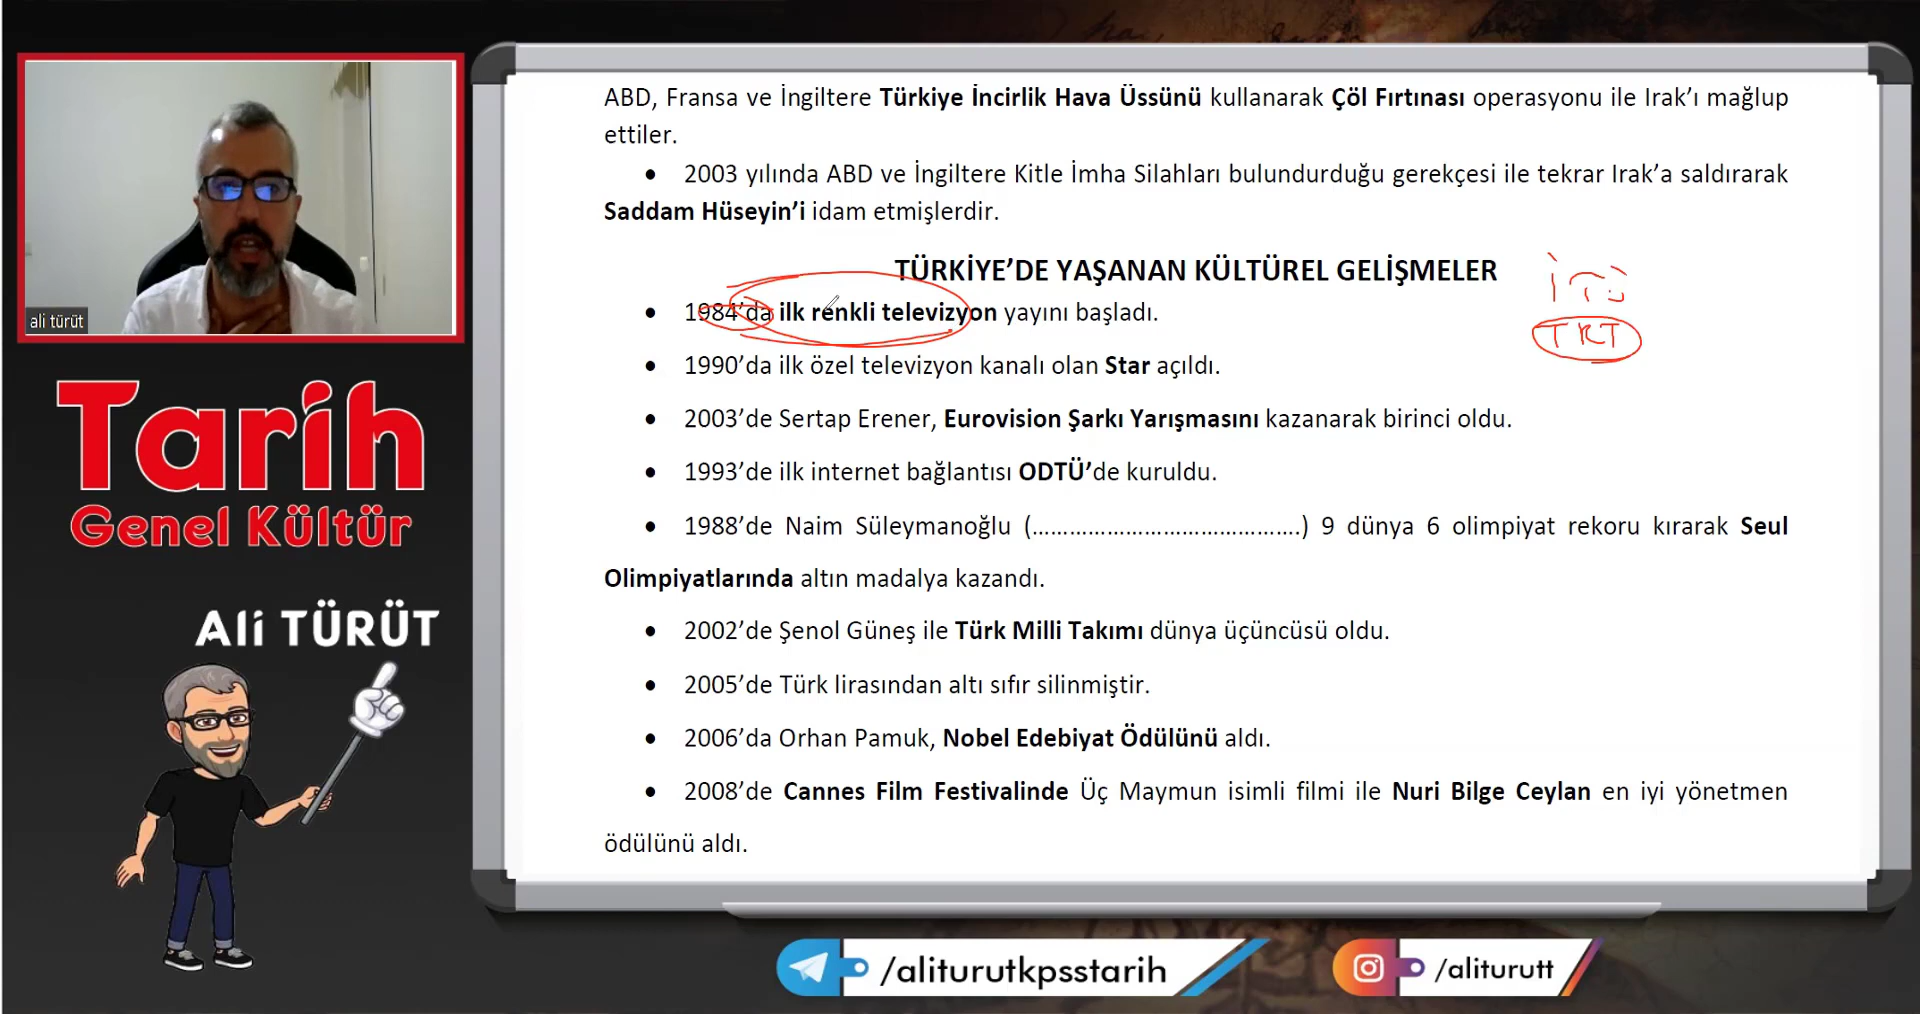 ABD, Fransa ve İngiltere Türkiye İncirlik Hava Üssünü kullanarak Çöl Fırtınası operasyonu ile Irak’ı mağlup
ettiler.
• 2003 yılında ABD ve İngiltere Kitle İmha Silahları bulundurduğu gerekçesi ile tekrar Irak’a saldırarak
Saddam Hüseyin’i idam etmişlerdir.
TÜRKİYE’DE YAŞANAN KÜLTÜREL GELİŞMELER
İTÜ
• 1984’da ilk renkli televizyon yayını başladı.
TRT
• 1990’da ilk özel televizyon kanalı olan Star açıldı.
• 2003’de Sertap Erener, Eurovision Şarkı Yarışmasını kazanarak birinci oldu.
• 1993’de ilk internet bağlantısı ODTÜ’de kuruldu.
• 1988’de Naim Süleymanoğlu (……………………………………) 9 dünya 6 olimpiyat rekoru kırarak Seul
Olimpiyatlarında altın madalya kazandı.
• 2002’de Şenol Güneş ile Türk Milli Takımı dünya üçüncüsü oldu.
• 2005’de Türk lirasından altı sıfır silinmiştir.
• 2006’da Orhan Pamuk, Nobel Edebiyat Ödülünü aldı.
• 2008’de Cannes Film Festivalinde Üç Maymun isimli filmi ile Nuri Bilge Ceylan en iyi yönetmen
ödülünü aldı.
ali türüt
Tarih
Genel Kültür
Ali TÜRÜT
/aliturutkpsstarih
/aliturutt